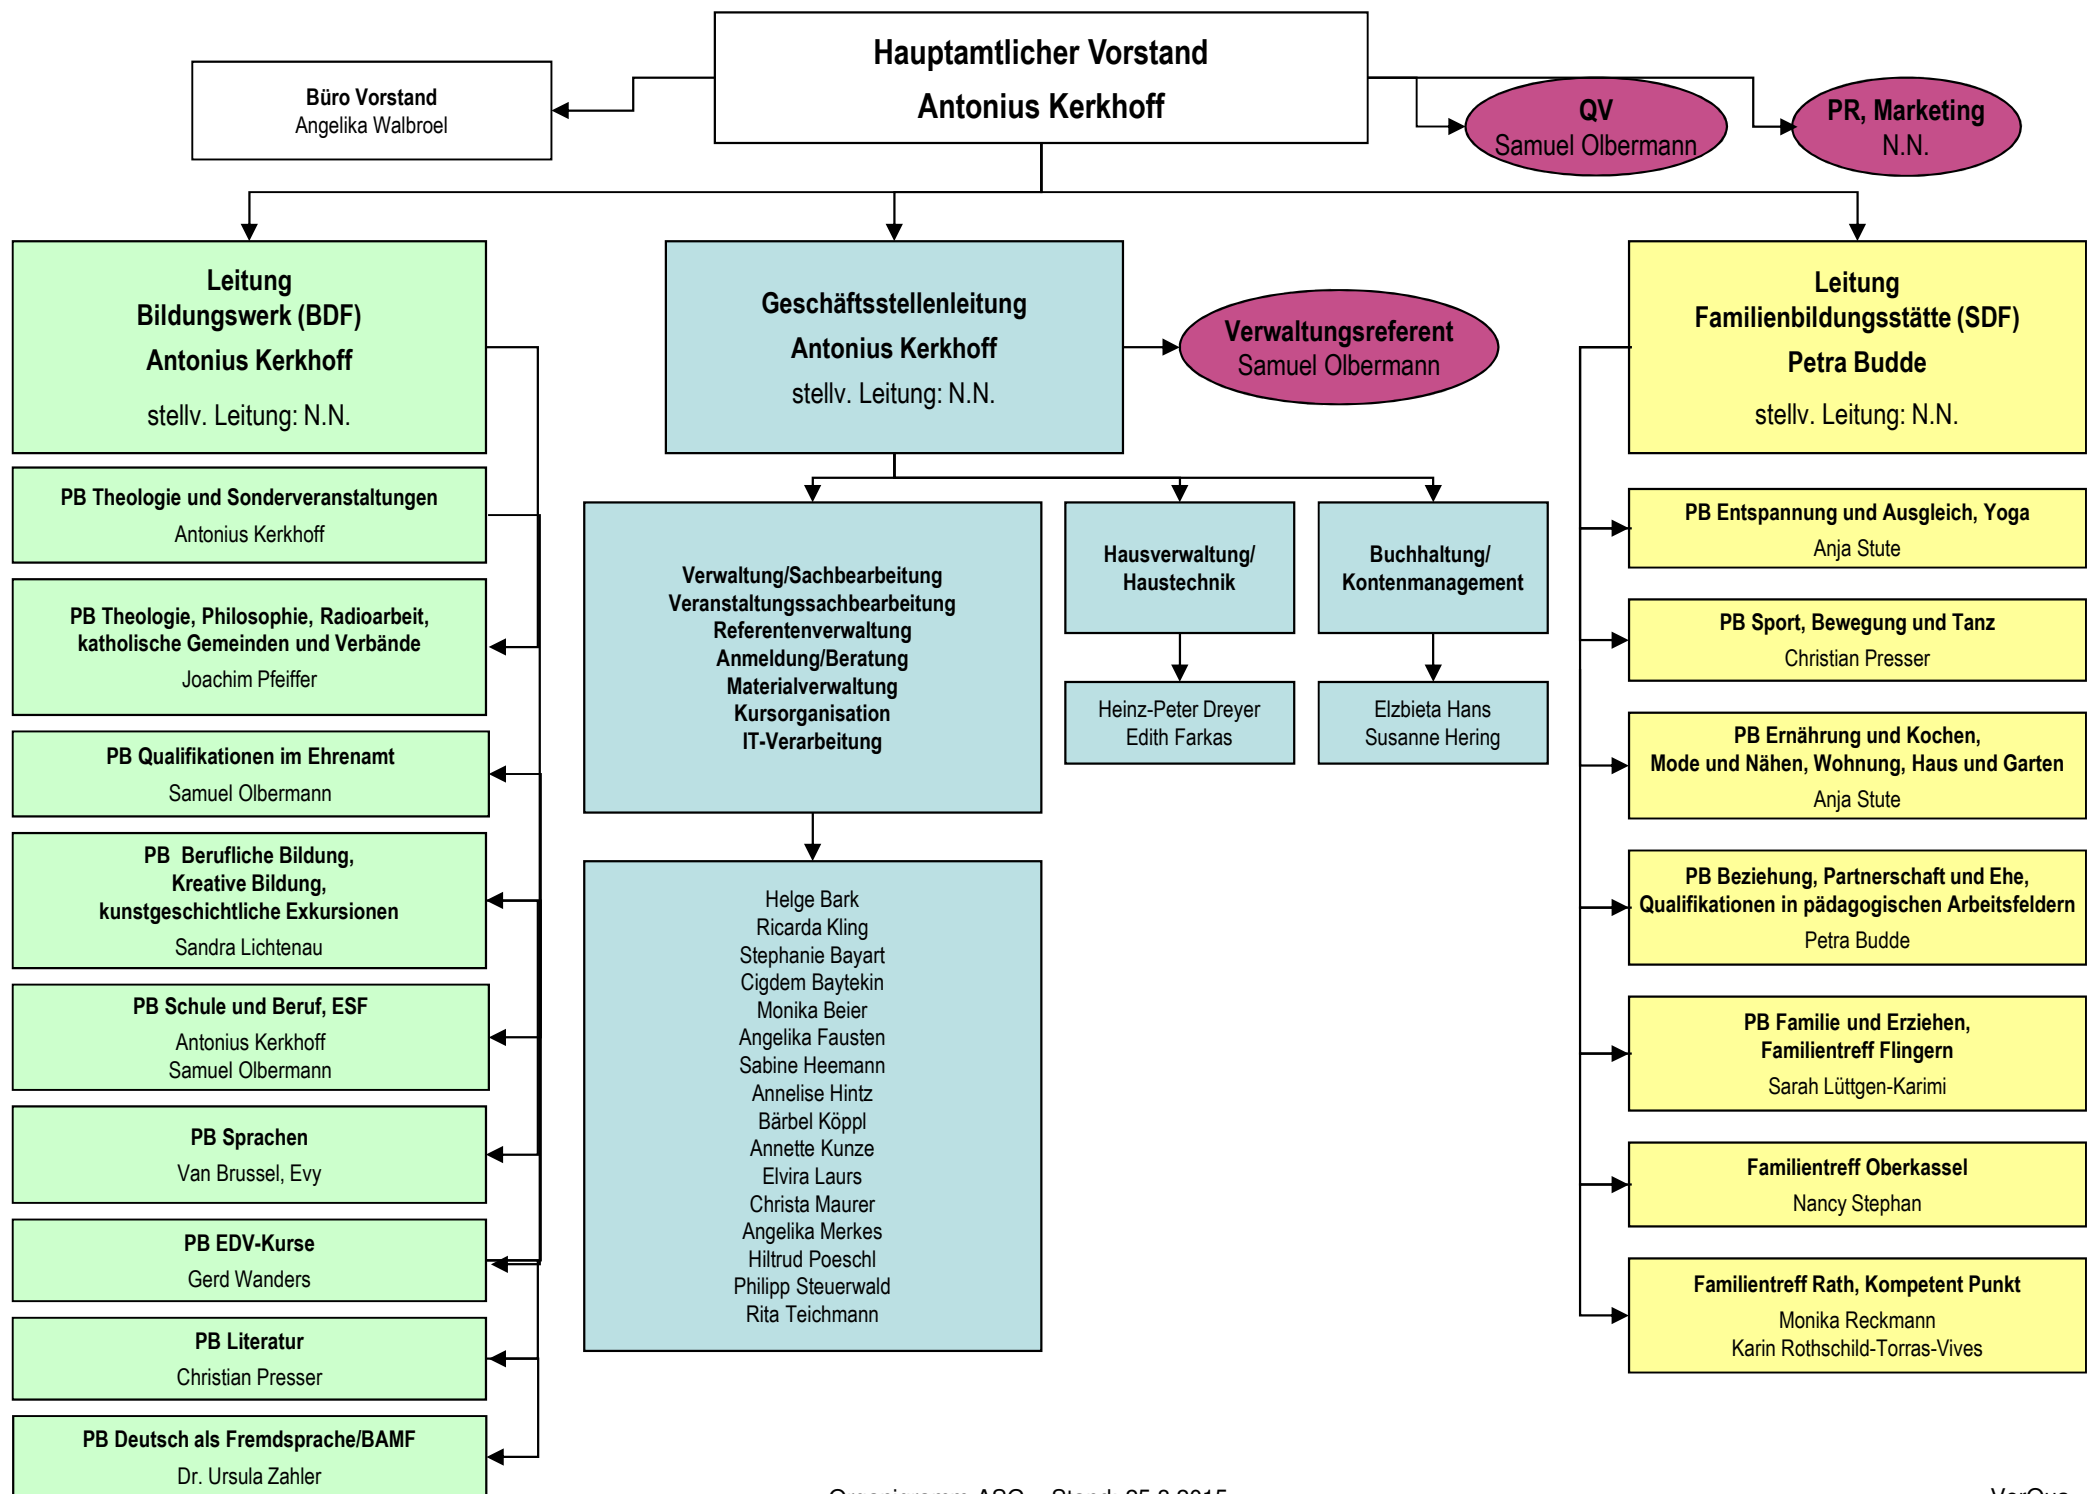 Hauptamtlicher Vorstand
Antonius Kerkhoff
Büro Vorstand
Angelika Walbroel
QV
Samuel Olbermann
PR, Marketing
N.N.
Leitung
Bildungswerk (BDF)
Antonius Kerkhoff
stellv. Leitung: N.N.
PB Theologie und Sonderveranstaltungen
Antonius Kerkhoff
PB Theologie, Philosophie, Radioarbeit,
katholische Gemeinden und Verbände
Joachim Pfeiffer
PB Qualifikationen im Ehrenamt
Samuel Olbermann
PB Berufliche Bildung,
Kreative Bildung,
kunstgeschichtliche Exkursionen
Sandra Lichtenau
PB Schule und Beruf, ESF
Antonius Kerkhoff
Samuel Olbermann
PB Sprachen
Van Brussel, Evy
PB EDV-Kurse
Gerd Wanders
PB Literatur
Christian Presser
PB Deutsch als Fremdsprache/BAMF
Dr. Ursula Zahler
Geschäftsstellenleitung
Antonius Kerkhoff
stellv. Leitung: N.N.
Verwaltungsreferent
Samuel Olbermann
Verwaltung/Sachbearbeitung
Veranstaltungssachbearbeitung
Referentenverwaltung
Anmeldung/Beratung
Materialverwaltung
Kursorganisation
IT-Verarbeitung
Helge Bark
Ricarda Kling
Stephanie Bayart
Cigdem Baytekin
Monika Beier
Angelika Fausten
Sabine Heemann
Annelise Hintz
Bärbel Köppl
Annette Kunze
Elvira Laurs
Christa Maurer
Angelika Merkes
Hiltrud Poeschl
Philipp Steuerwald
Rita Teichmann
Hausverwaltung/
Haustechnik
Heinz-Peter Dreyer
Edith Farkas
Buchhaltung/
Kontenmanagement
Elzbieta Hans
Susanne Hering
Leitung
Familienbildungsstätte (SDF)
Petra Budde
stellv. Leitung: N.N.
PB Entspannung und Ausgleich, Yoga
Anja Stute
PB Sport, Bewegung und Tanz
Christian Presser
PB Ernährung und Kochen,
Mode und Nähen, Wohnung, Haus und Garten
Anja Stute
PB Beziehung, Partnerschaft und Ehe,
Qualifikationen in pädagogischen Arbeitsfeldern
Petra Budde
PB Familie und Erziehen,
Familientreff Flingern
Sarah Lüttgen-Karimi
Familientreff Oberkassel
Nancy Stephan
Familientreff Rath, Kompetent Punkt
Monika Reckmann
Karin Rothschild-Torras-Vives
Stand: